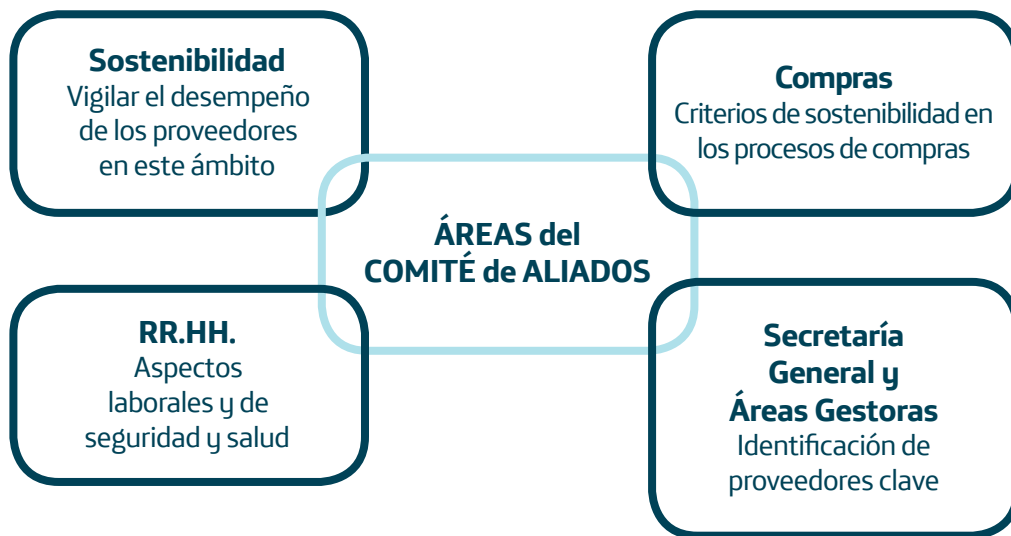 Sostenibilidad
Vigilar el desempeño
de los proveedores
en este ámbito
Compras
Criterios de sostenibilidad en
los procesos de compras
ÁREAS del
COMITÉ de ALIADOS
RR.HH.
Aspectos
laborales y de
seguridad y salud
Secretaría
General y
Áreas Gestoras
Identificación de
proveedores clave